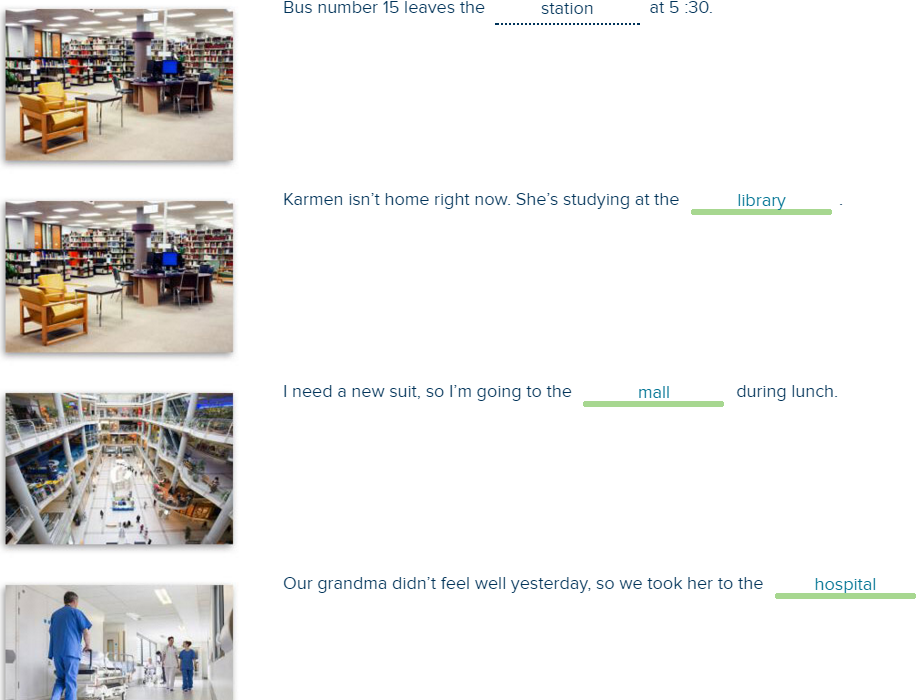 Bus number 15 leaves the station at 5 :30.
Karmen isn’t home right now. She’s studying at the library .
I need a new suit, so I’m going to the mall during lunch.
Our grandma didn’t feel well yesterday, so we took her to the hospital